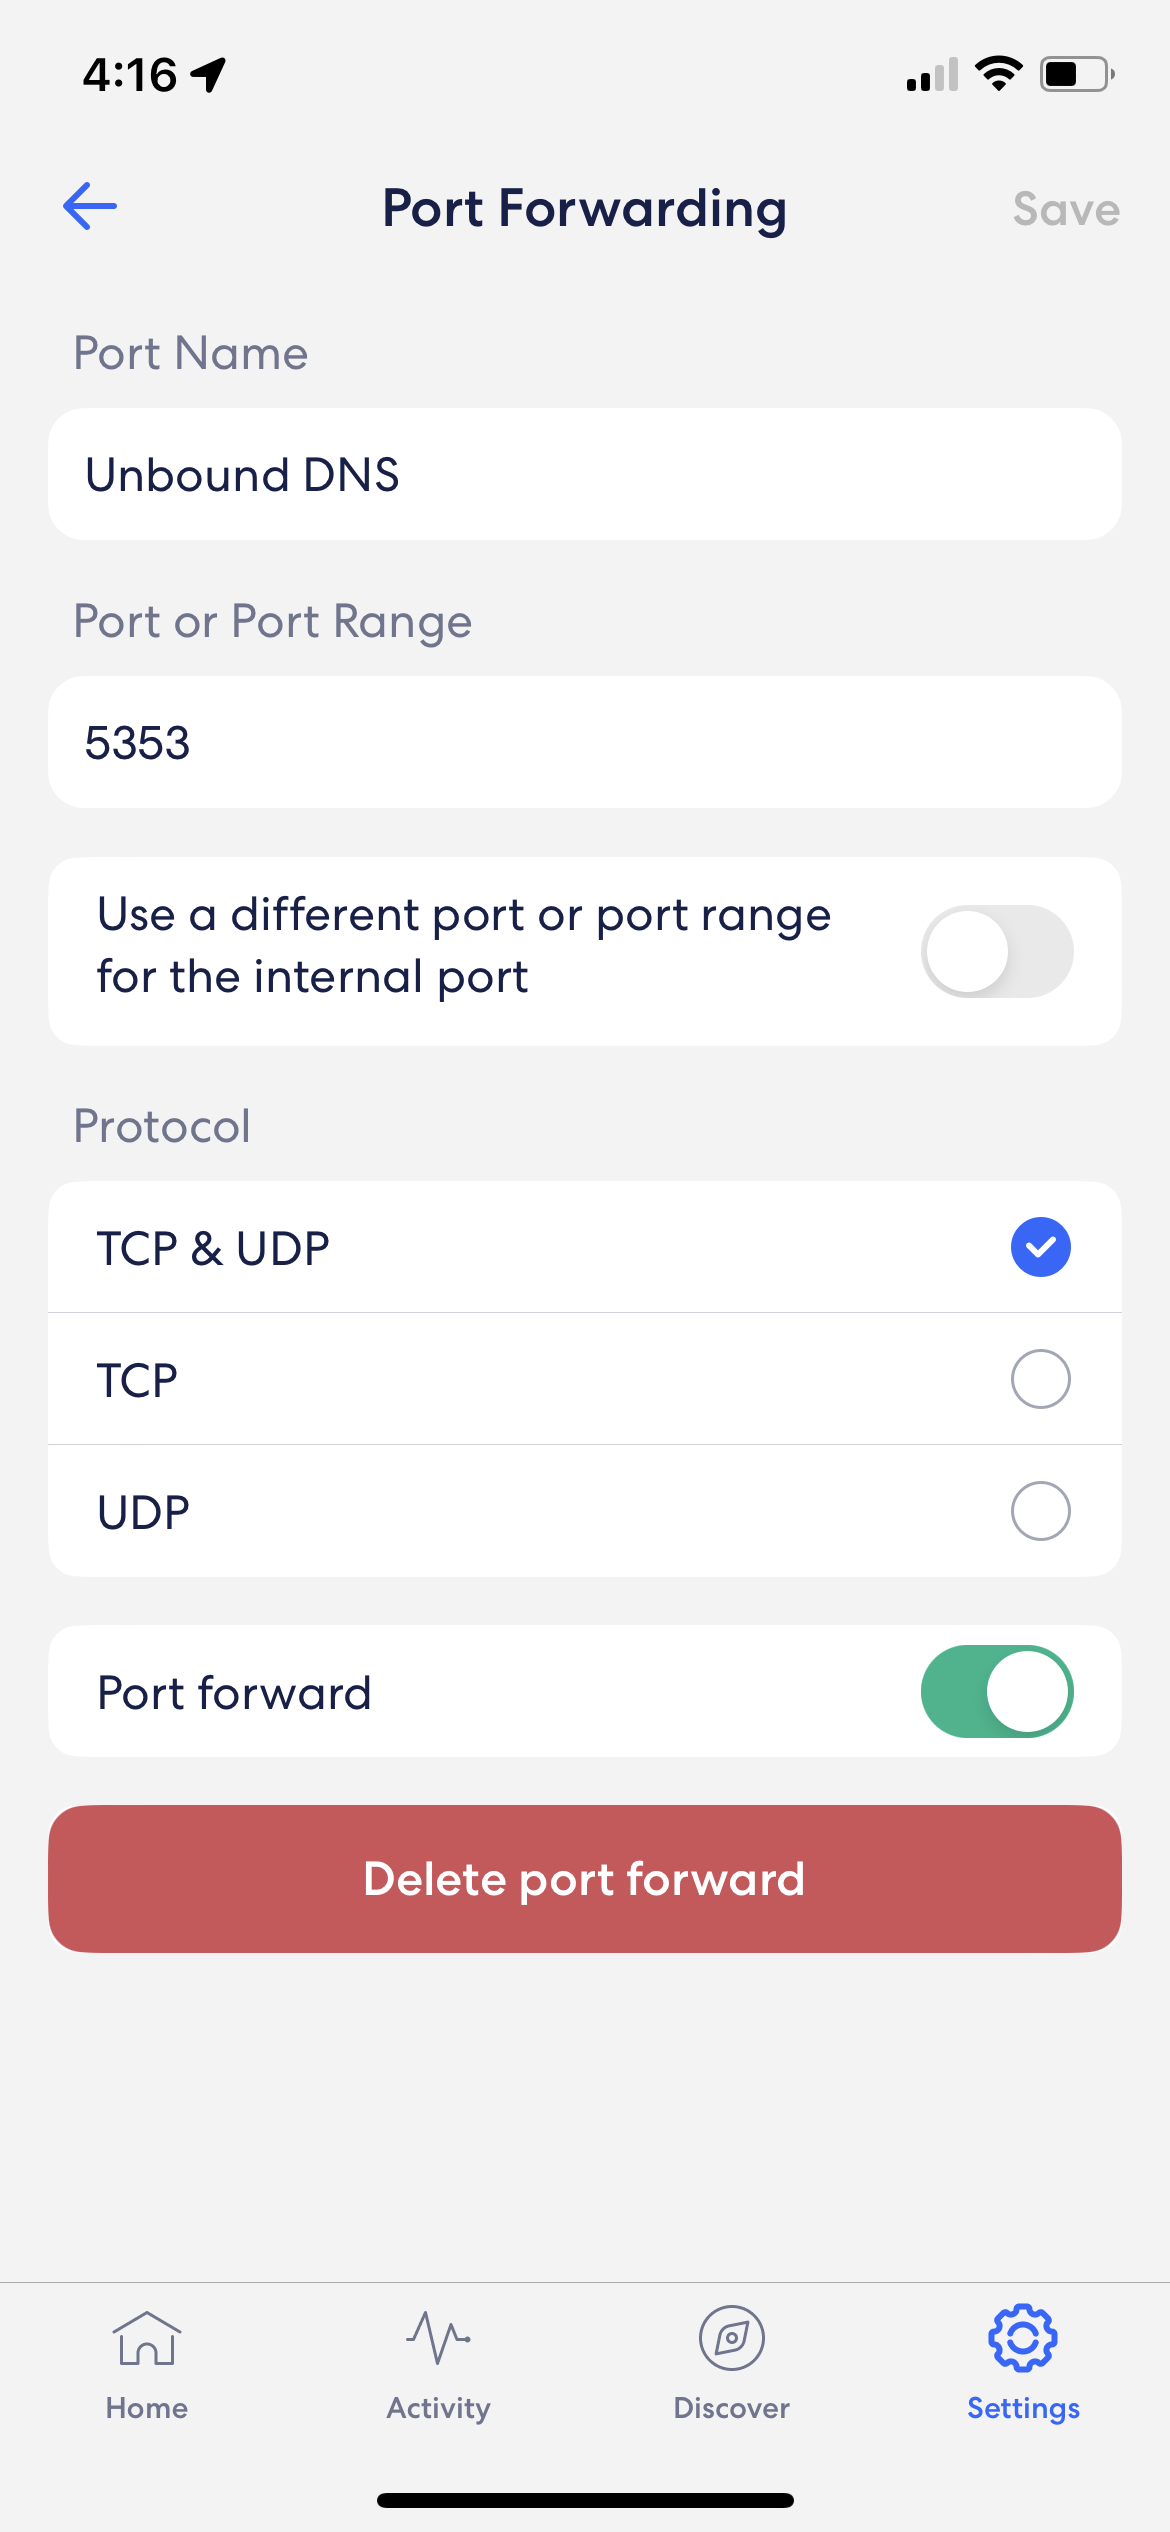 4:16
Port Forwarding
Save
Port Name
Unbound DNS
Port or Port Range
5353
Use a different port or port range
for the internal port
Protocol
TCP & UDP
TCP
UDP
Port forward
Delete port forward
Home
Activity
Discover
Settings